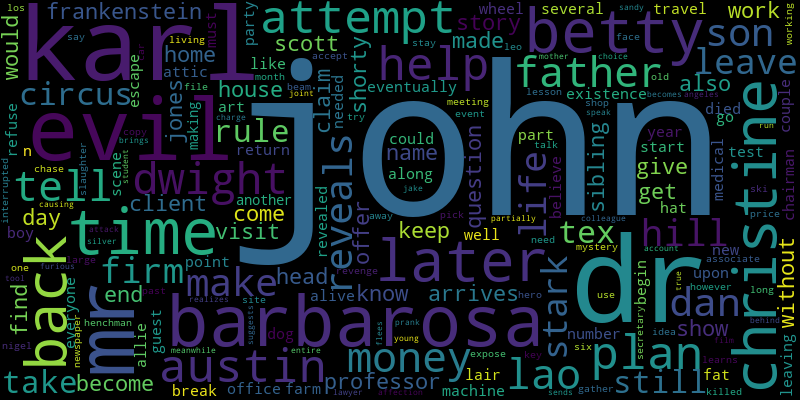 los frankenstein attempt wheel several travel work
karl scott made story betty son
say party
would must shorty help father leave
living home
circus attic escape like claim eventually also
file jones house needed existence old
evil art try could sibling died couple
refuse making rule name question part year go
n copy brings return along life give start test
chase scene dwight revealed reveals john get hat
tell client another offer jake believe
day time visit come keep well tex hill
boy silver attack away pick partially colleague
back firm point head alive know arrives stark dr dan new
find everyone large end make hero mystery account upon associate
mr past revenge number begin show however
one tool furious realizes site later use true
newspaper henchman barbarosa prank idea
nigel allie guest suggests dog flees young expose six secretary film
meanwhile entire money key plan learns
take become austin professor lair lao still fat
break office farm machine gather killed
lawyer affection sends
christine without chairman medical price ski long behind leaving working
interrupted causing slaughter student car month charge beam joint
accept stay leo mother face sandy choice becomes angeles
lesson shop speak meeting event talk need run